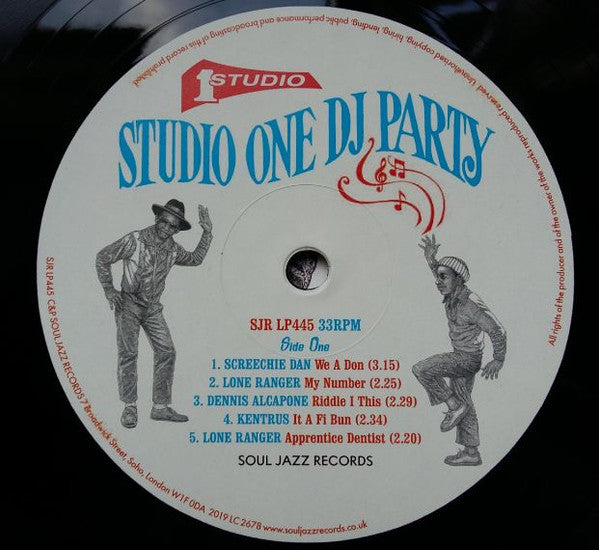 1STUDIO
STUDIO ONE DJ PARTY
SJR LP445 33RPM
Side One
1. SCREECHIE DAN We A Don (3.15)
2. LONE RANGER My Number (2.25)
3. DENNIS ALCAPONE Riddle I This (2.29)
4. KENTRUS It A Fi Bun (2.34)
5. LONE RANGER Apprentice Dentist (2.20)
SOUL JAZZ RECORDS
SJR LP445 C&P SOUL JAZZ RECORDS 7 Broadwick Street, Soho, London W1F 0DA 2019 LC 2678 www.souljazzrecords.co.uk
All rights of the producer and of the owner of the works reproduced reserved. Unauthorised copying, hiring, lending, public performance and broadcasting of this record prohibited